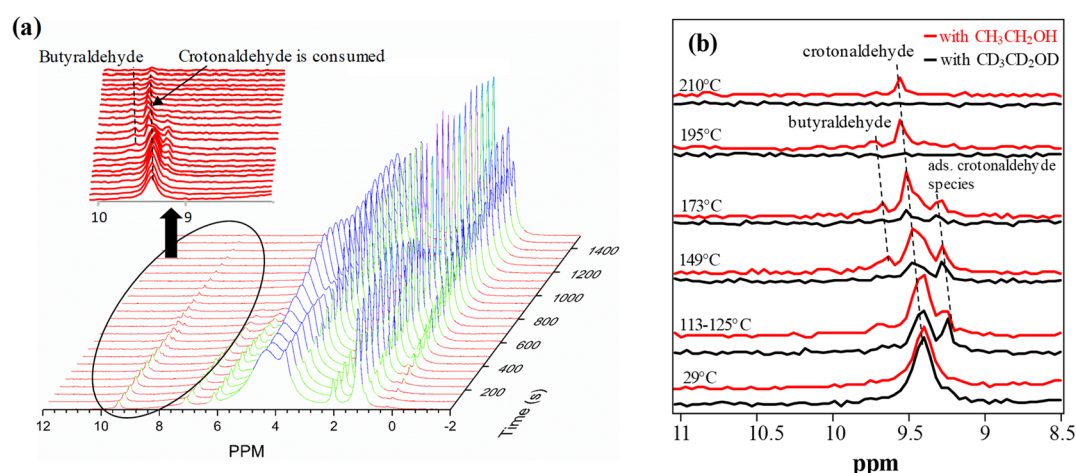 (a)
Butyraldehyde
Crotonaldehyde is consumed
10
9
1400
1200
1000
800
600
400
200
Time (s)
12
10
8
6
4
2
0
-2
PPM
(b)
with CH₃CH₂OH
with CD₃CD₂OD
crotonaldehyde
210°C
butyraldehyde
195°C
ads. crotonaldehyde
species
173°C
149°C
113-125°C
29°C
11
10.5
10
9.5
9
8.5
ppm